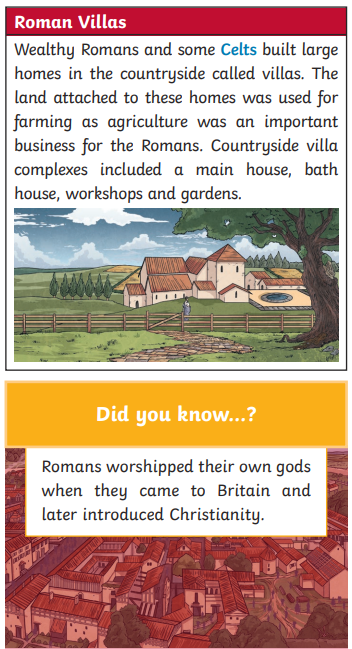 Roman Villas
Wealthy Romans and some Celts built large
homes in the countryside called villas. The
land attached to these homes was used for
farming as agriculture was an important
business for the Romans. Countryside villa
complexes included a main house, bath
house, workshops and gardens.
Did you know...?
Romans worshipped their own gods
when they came to Britain and
later introduced Christianity.